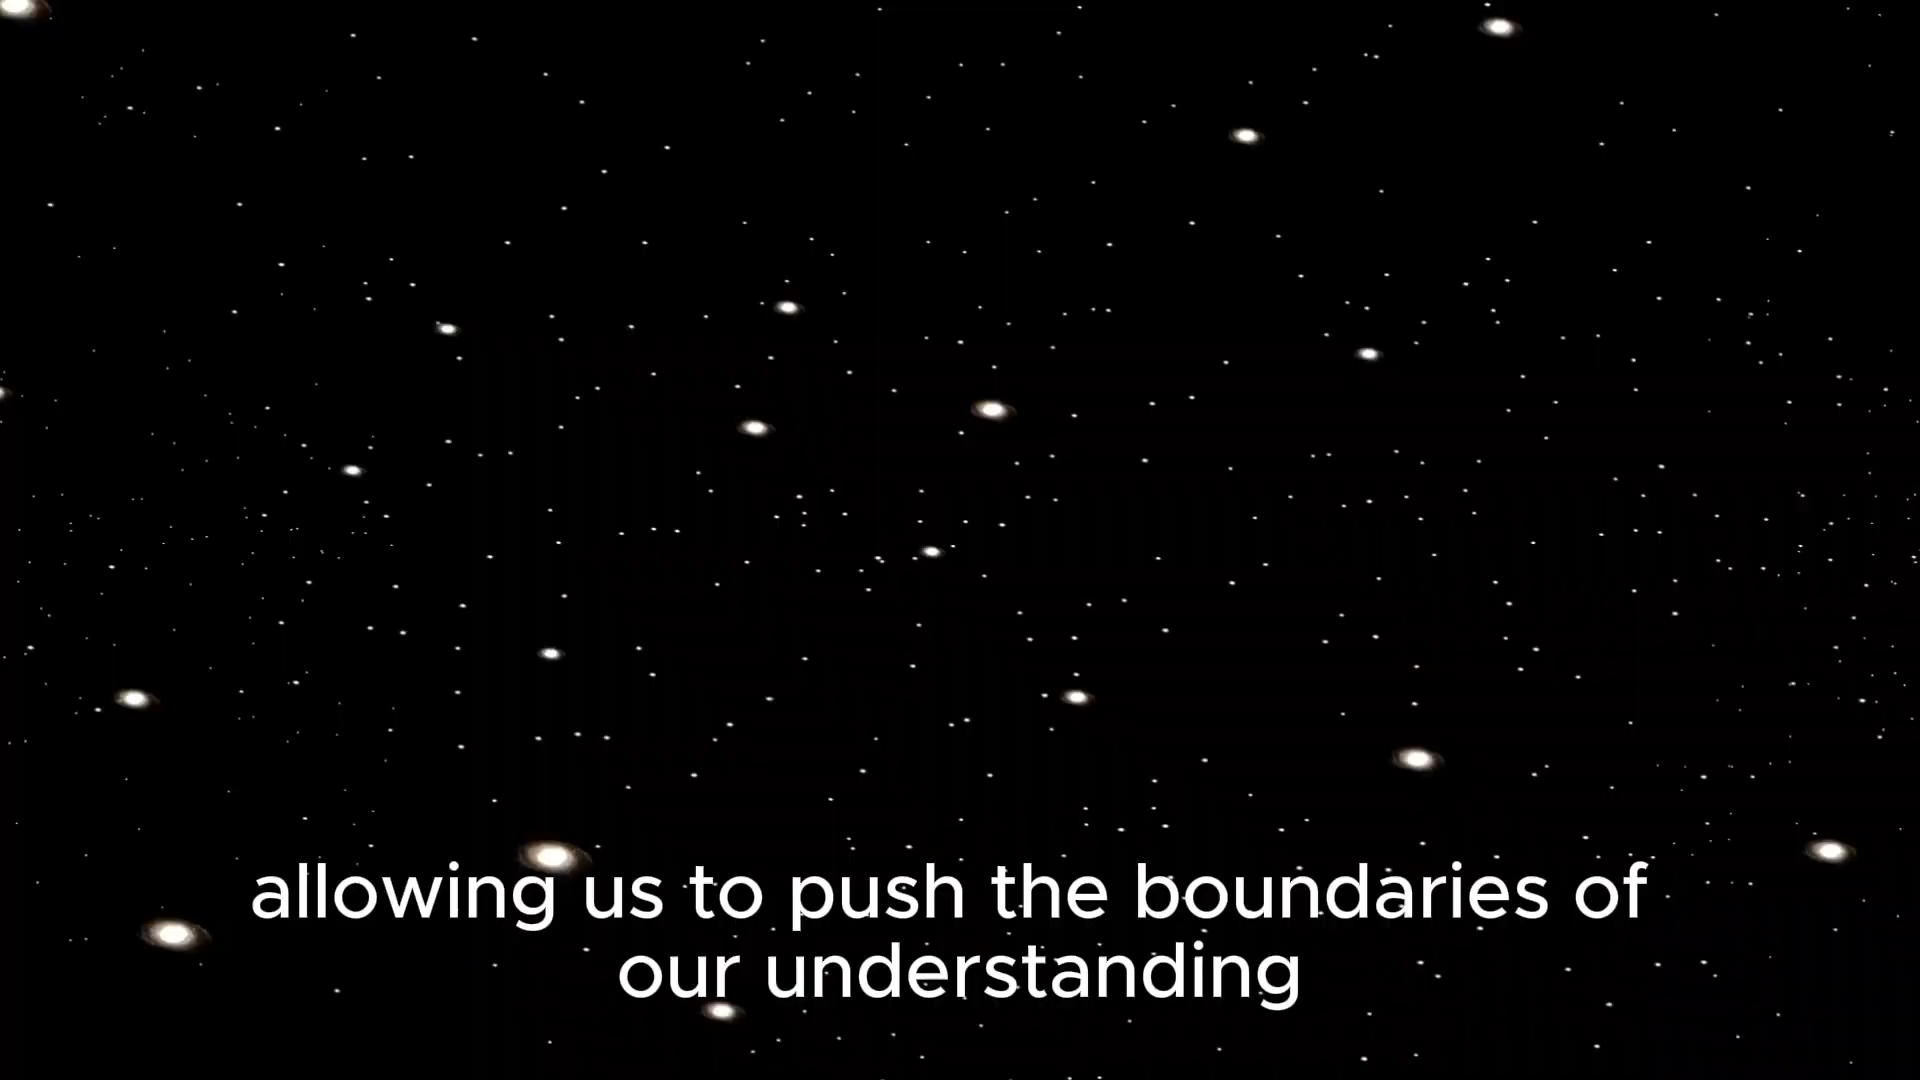 allowing us to push the boundaries of
our understanding